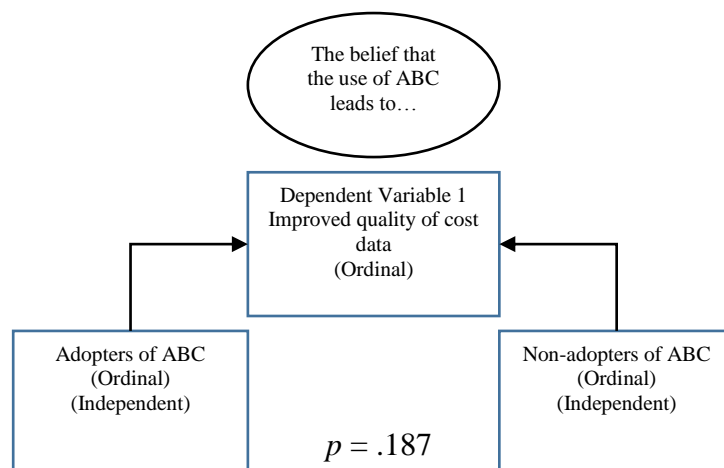 The belief that
the use of ABC
leads to…
Dependent Variable 1
Improved quality of cost
data
(Ordinal)
Adopters of ABC
(Ordinal)
(Independent)
Non-adopters of ABC
(Ordinal)
(Independent)
p = .187